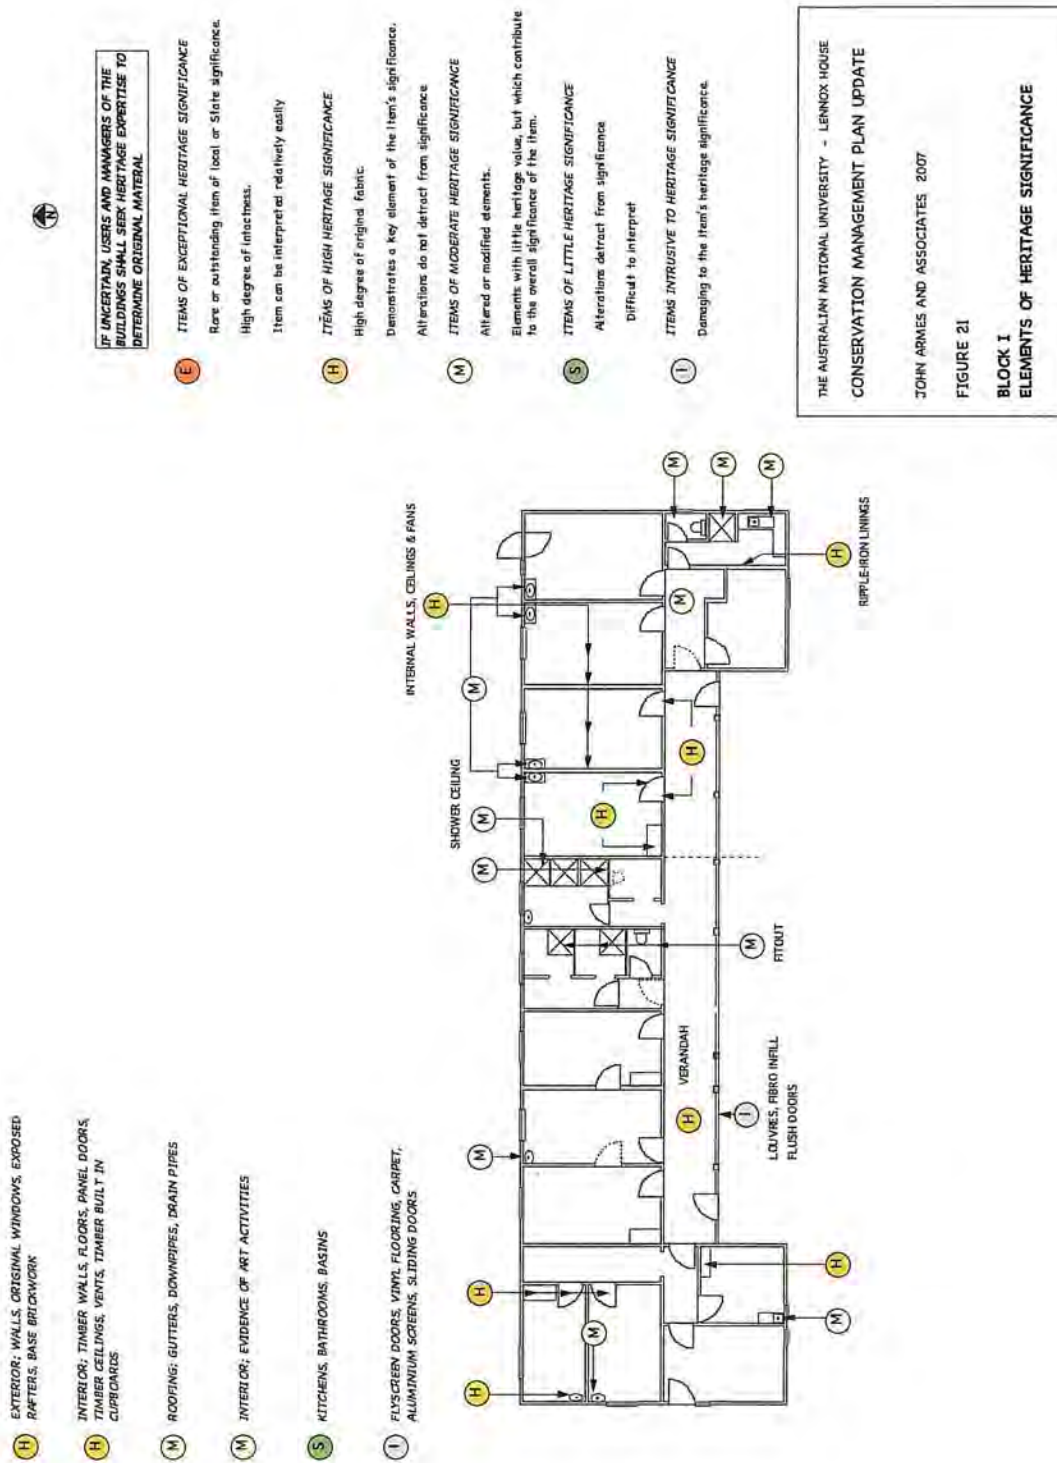 H
EXTERIOR; WALLS, ORIGINAL WINDOWS, EXPOSED
RAFTERS, BASE BRICKWORK
H
INTERIOR; TIMBER WALLS, FLOORS, PANEL DOORS,
TIMBER CEILINGS, VENTS, TIMBER BUILT IN
CUPBOARDS
M
ROOFING; GUTTERS, DOWNPIPES, DRAIN PIPES
M
INTERIOR; EVIDENCE OF ART ACTIVITIES
S
KITCHENS, BATHROOMS, BASINS
I
FLYSCREEN DOORS, VINYL FLOORING, CARPET,
ALUMINIUM SCREENS, SLIDING DOORS
N
IF UNCERTAIN, USERS AND MANAGERS OF THE
BUILDINGS SHALL SEEK HERITAGE EXPERTISE TO
DETERMINE ORIGINAL MATERAL
E
ITEMS OF EXCEPTIONAL HERITAGE SIGNIFICANCE
Rare or outstanding item of local or State significance.
High degree of intactness.
Item can be interpreted relatively easily
H
ITEMS OF HIGH HERITAGE SIGNIFICANCE
High degree of original fabric.
Demonstrates a key element of the item's significance.
Alterations do not detract from significance
M
ITEMS OF MODERATE HERITAGE SIGNIFICANCE
Altered or modified elements.
Elements with little heritage value, but which contribute
to the overall significance of the item.
S
ITEMS OF LITTLE HERITAGE SIGNIFICANCE
Alterations detract from significance
Difficult to interpret
I
ITEMS INTRUSIVE TO HERITAGE SIGNIFICANCE
Damaging to the item's heritage significance.
INTERNAL WALLS, CEILINGS & FANS
H
M
SHOWER CEILING
M
M
M
H
H
M
H
M
H
H
VERANDAH
M
FITOUT
I
LOUVRES, FIBRO INFILL
FLUSH DOORS
M
H
M
M
M
M
H
RIPPLE-IRON LININGS
THE AUSTRALIAN NATIONAL UNIVERSITY - LENNOX HOUSE
CONSERVATION MANAGEMENT PLAN UPDATE
JOHN ARMES AND ASSOCIATES 2007
FIGURE 21
BLOCK I
ELEMENTS OF HERITAGE SIGNIFICANCE